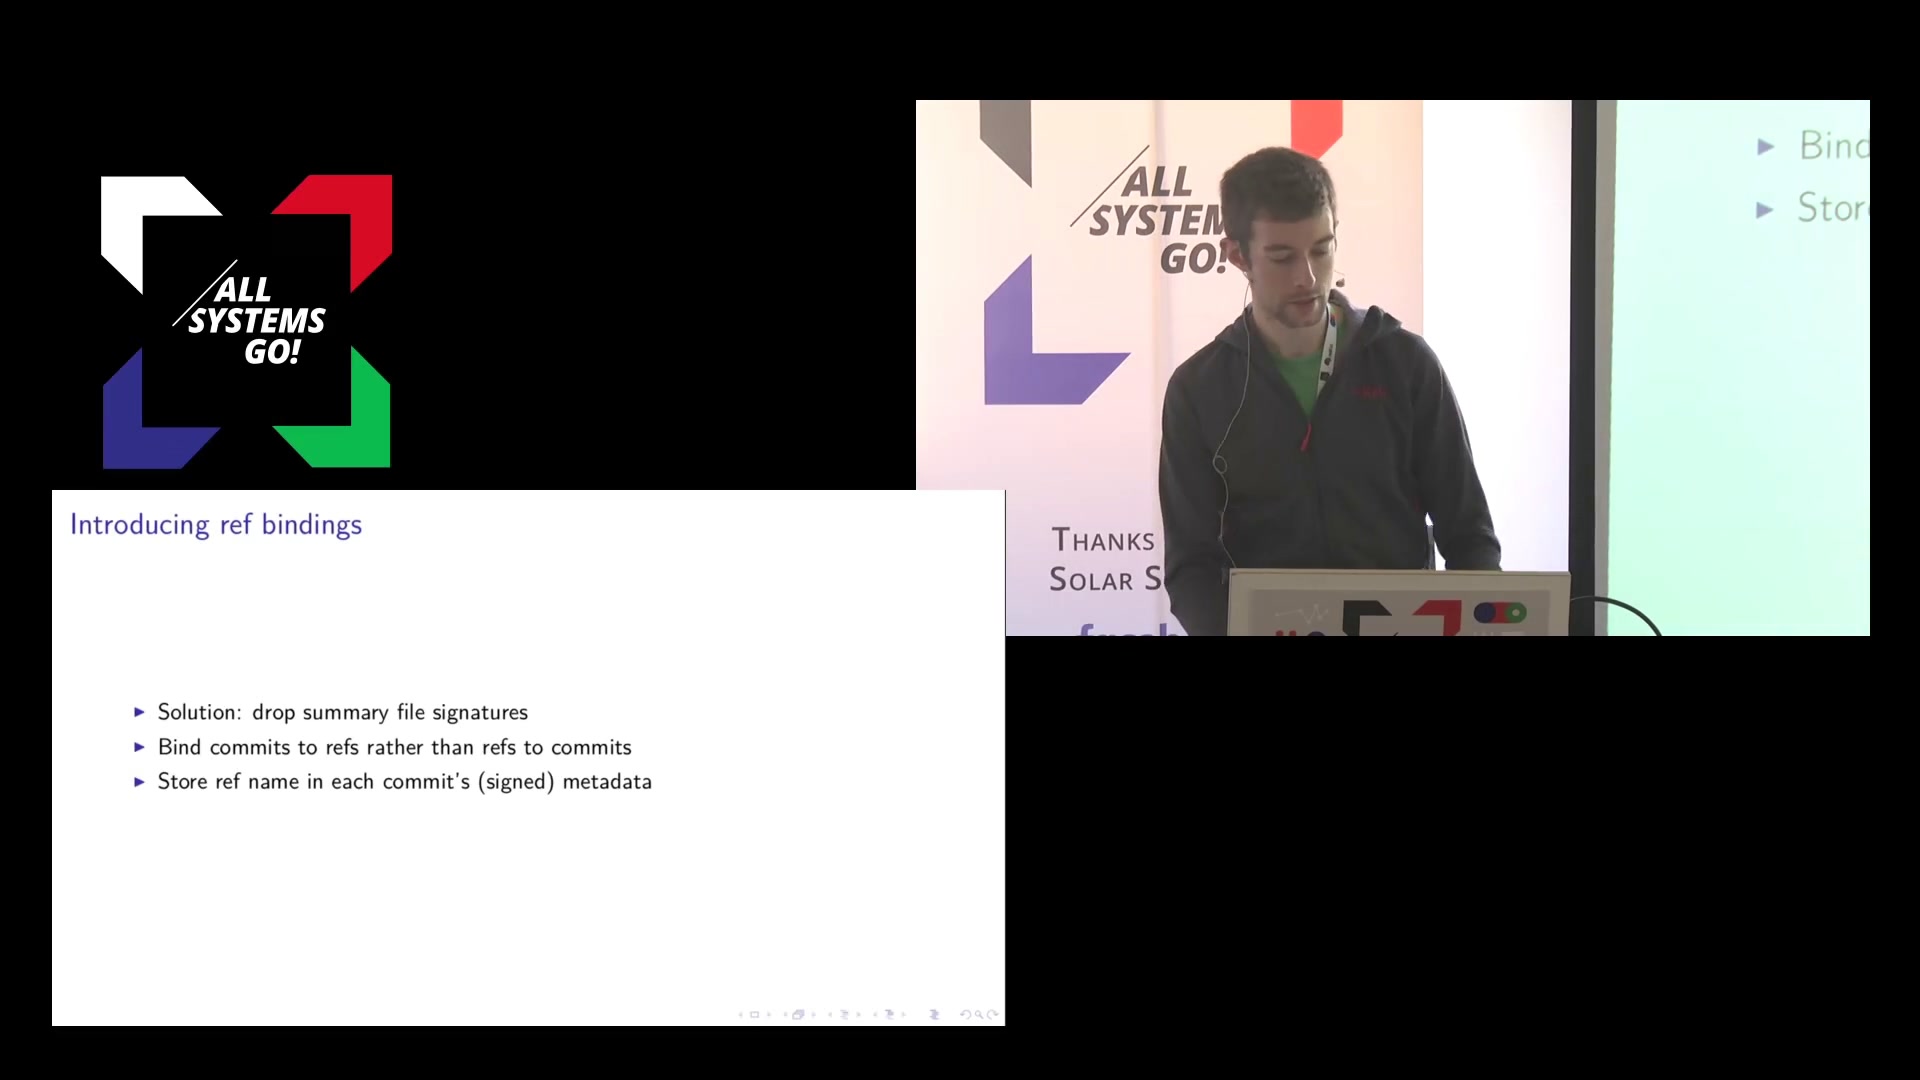 ALL
SYSTEMS
GO!
ALL
SYSTEM
GO!
THANKS
SOLAR S
Bind
Stor
Introducing ref bindings
Solution: drop summary file signatures
Bind commits to refs rather than refs to commits
Store ref name in each commit's (signed) metadata